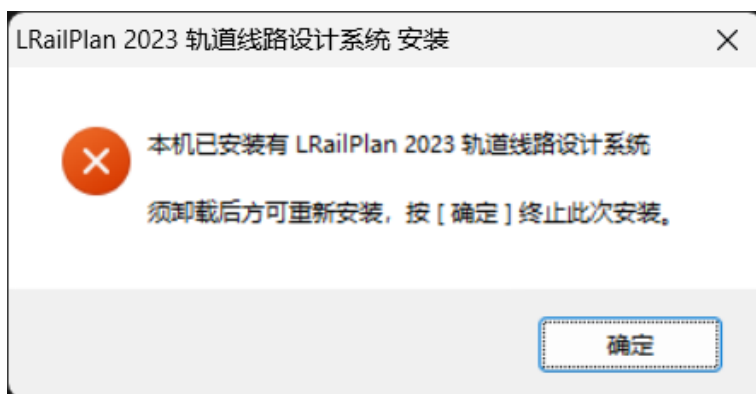 LRailPlan 2023 轨道线路设计系统 安装
本机已安装有 LRailPlan 2023 轨道线路设计系统
须卸载后方可重新安装，按 [ 确定 ] 终止此次安装。
确定